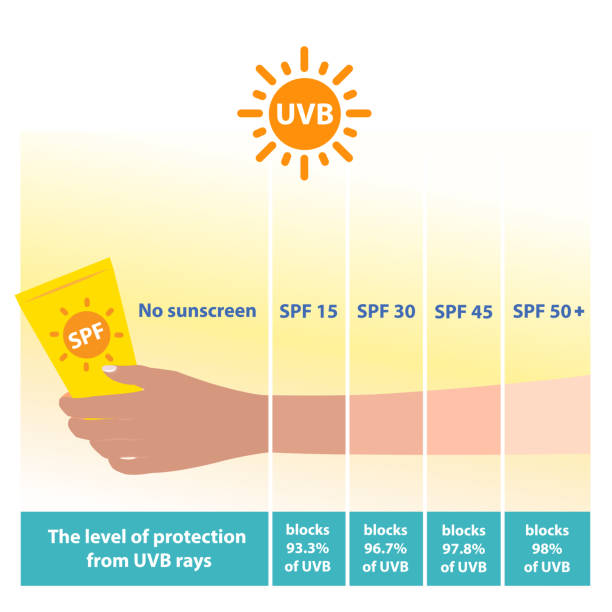 UVB
SPF
No sunscreen
SPF 15
SPF 30
SPF 45
SPF 50+
The level of protection
from UVB rays
blocks
93.3%
of UVB
blocks
96.7%
of UVB
blocks
97.8%
of UVB
blocks
98%
of UVB